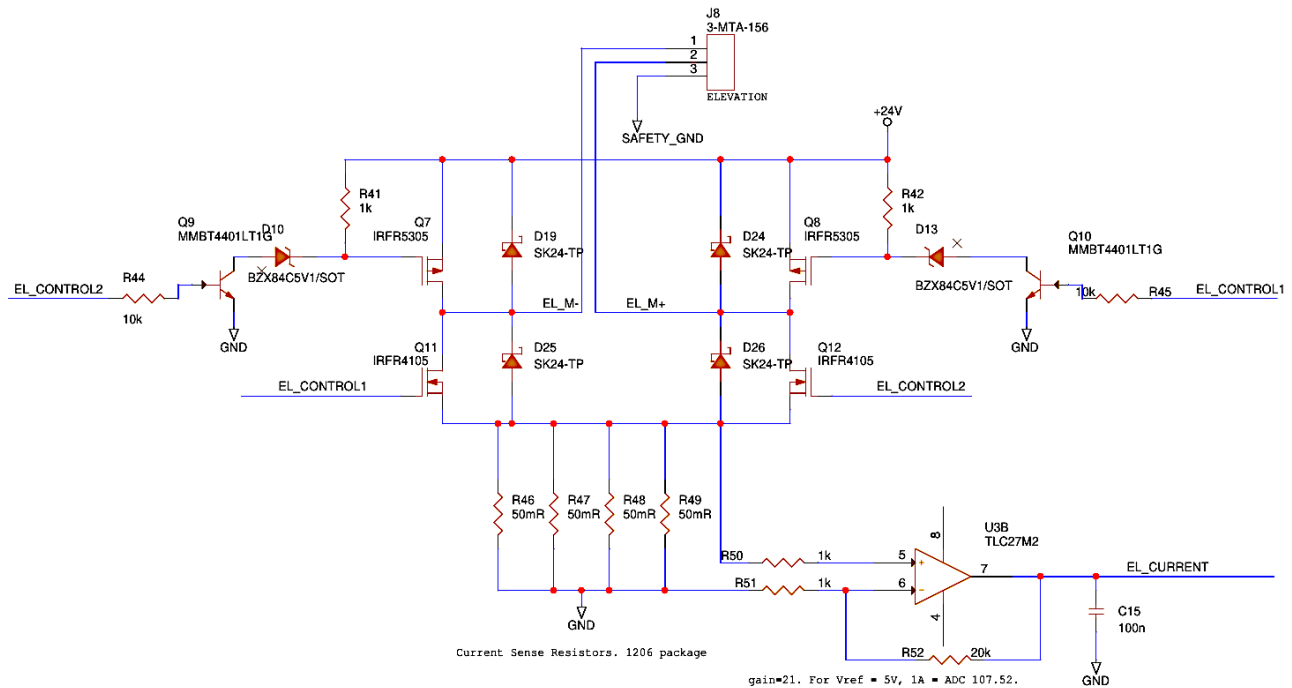 J8
3-MTA-156
1
2
3
ELEVATION
SAFETY_GND
+24V
R41
1k
R42
1k
Q9
MMBT4401LT1G
D10
BZX84C5V1/SOT
Q7
IRFR5305
D19
SK24-TP
D24
SK24-TP
Q8
IRFR5305
D13
BZX84C5V1/SOT
Q10
MMBT4401LT1G
R44
10k
EL_CONTROL2
GND
EL_M-
EL_M+
10k
R45
EL_CONTROL1
GND
Q11
IRFR4105
D25
SK24-TP
D26
SK24-TP
Q12
IRFR4105
EL_CONTROL1
EL_CONTROL2
R46
50mR
R47
50mR
R48
50mR
R49
50mR
U3B
TLC27M2
8
R50
1k
5
+
7
EL_CURRENT
R51
1k
6
-
4
C15
100n
GND
R52
20k
GND
Current Sense Resistors. 1206 package
gain=21. For Vref = 5V, 1A = ADC 107.52.